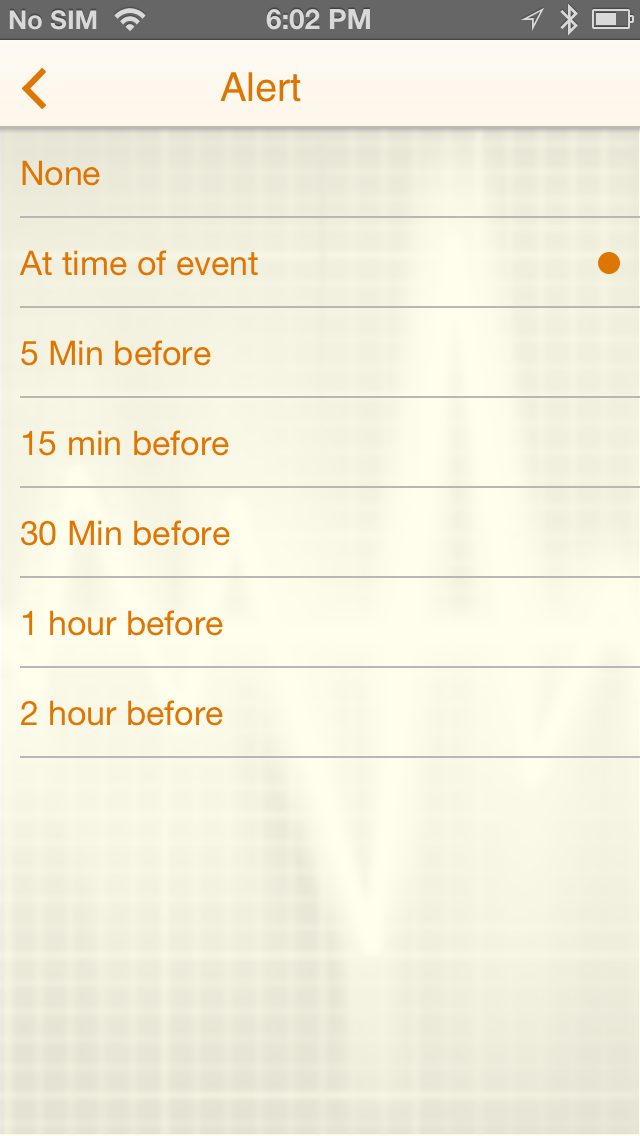 No SIM 6:02 PM
Alert
None
At time of event
5 Min before
15 min before
30 Min before
1 hour before
2 hour before